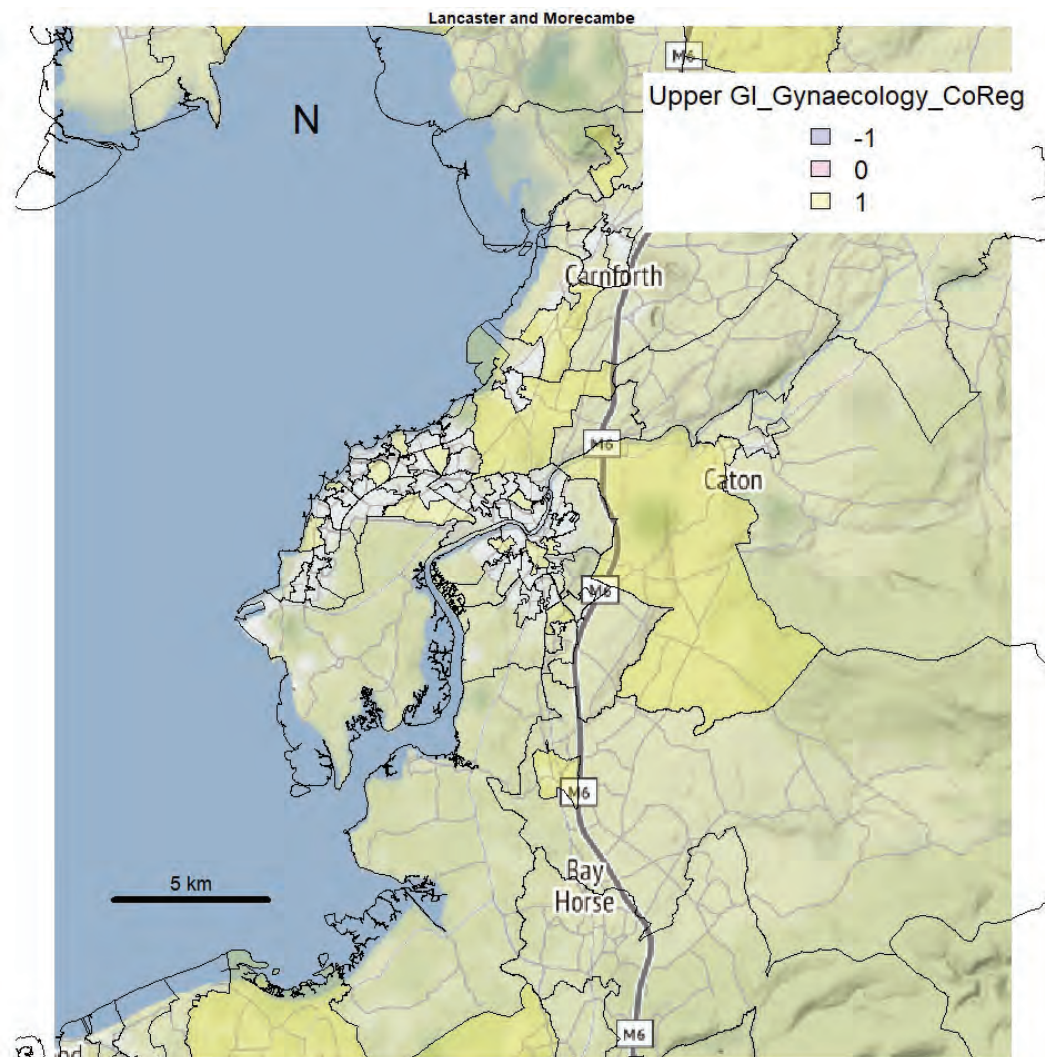 Lancaster and Morecambe
M6
N
Upper GI_Gynaecology_CoReg
-1
0
1
Carnforth
M6
Caton
M6
M6
5 km
Bay
Horse
M6